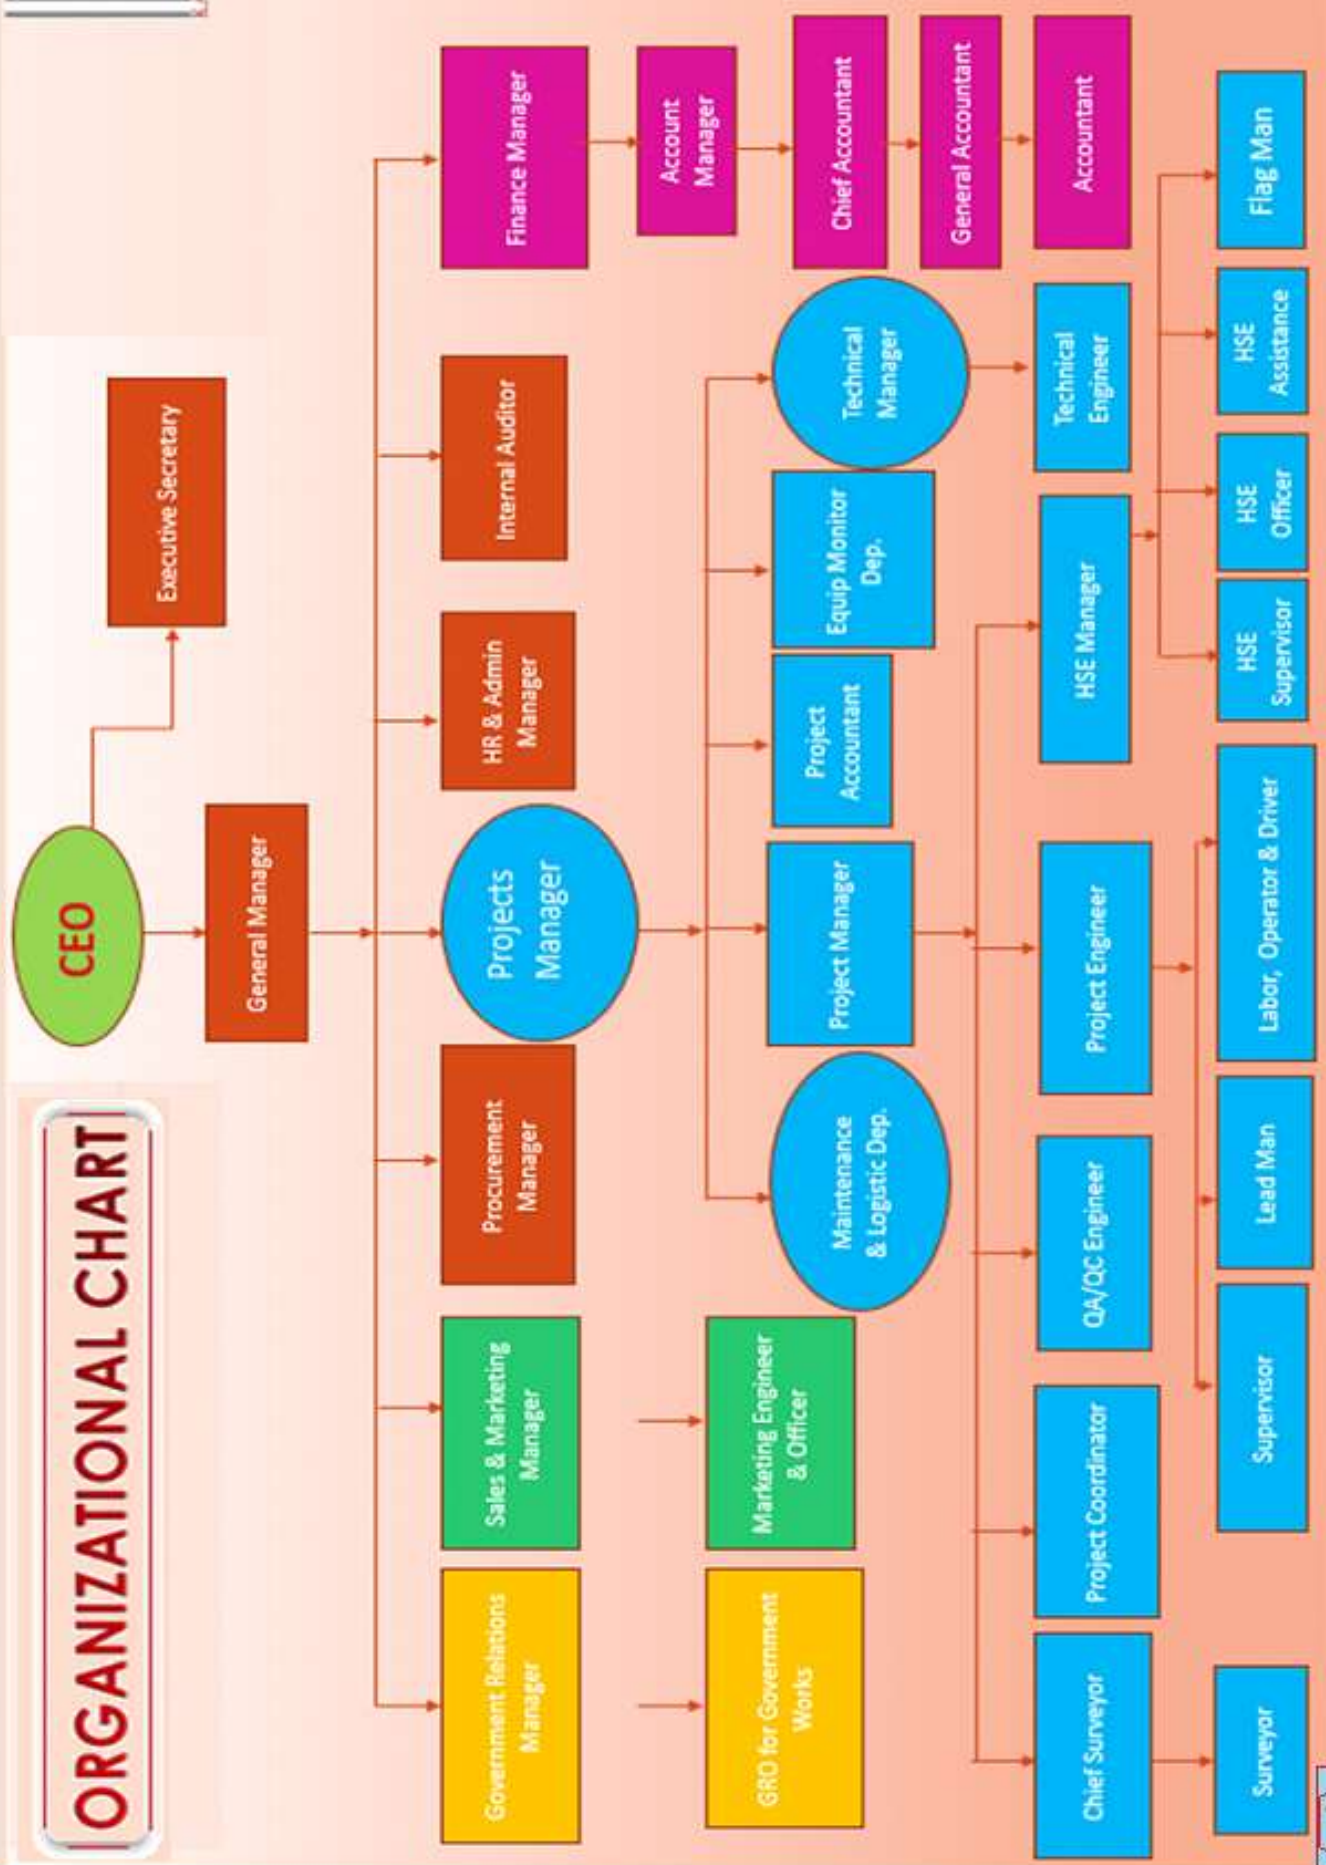 ORGANIZATIONAL CHART
CEO
Executive Secretary
General Manager
Government Relations
Manager
Sales & Marketing
Manager
Procurement
Manager
Projects
Manager
HR & Admin
Manager
Internal Auditor
Finance Manager
Account
Manager
GRO for Government
Works
Marketing Engineer
& Officer
Maintenance
& Logistic Dep.
Project Manager
Project
Accountant
Equip Monitor
Dep.
Technical
Manager
Chief Accountant
General Accountant
Chief Surveyor
Project Coordinator
QA/QC Engineer
Project Engineer
HSE Manager
Technical
Engineer
Accountant
Surveyor
Supervisor
Lead Man
Labor, Operator & Driver
HSE
Supervisor
HSE
Officer
HSE
Assistance
Flag Man